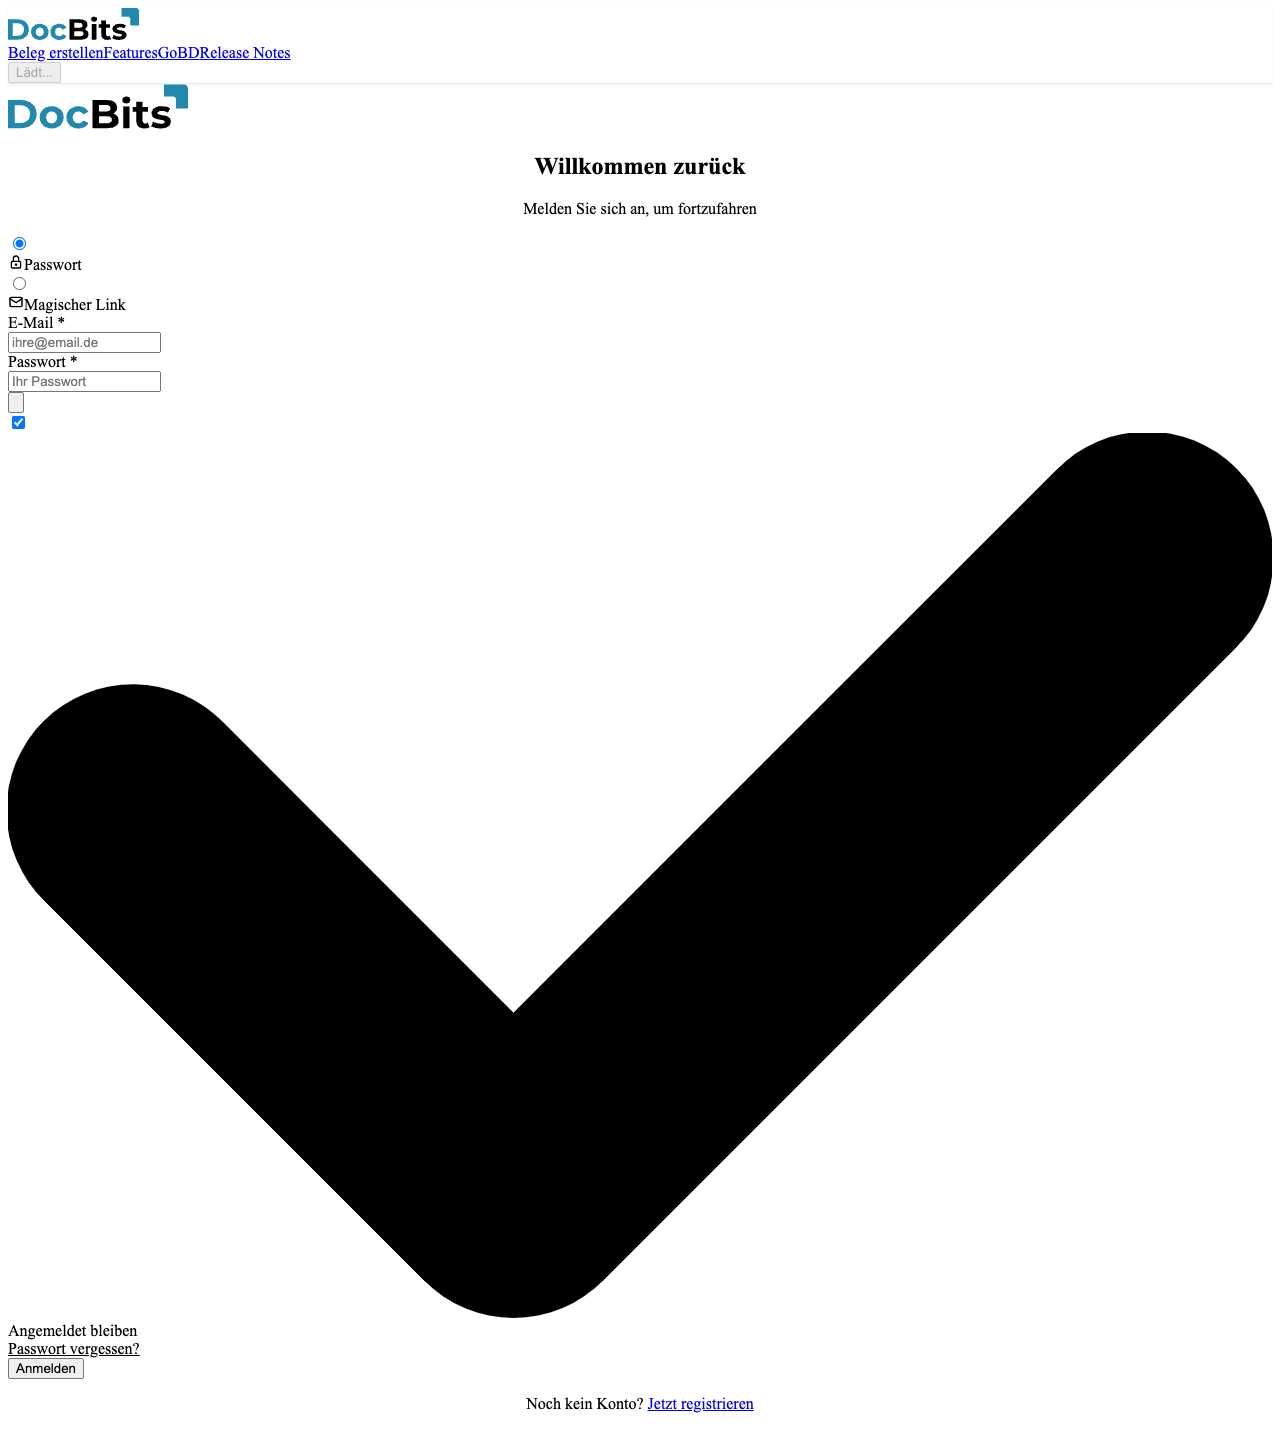 DocBits
Beleg erstellenFeaturesGoBDRelease Notes
Lädt...
DocBits
Willkommen zurück
Melden Sie sich an, um fortzufahren
Passwort
Magischer Link
E-Mail *
ihre@email.de
Passwort *
Ihr Passwort
Angemeldet bleiben
Passwort vergessen?
Anmelden
Noch kein Konto? Jetzt registrieren